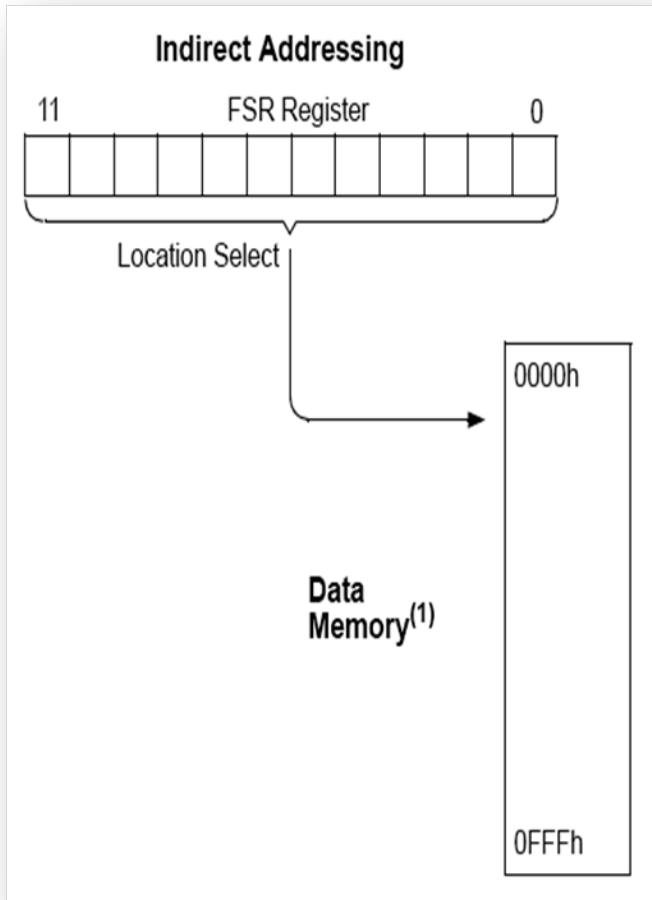 Indirect Addressing
11 FSR Register 0
Location Select
0000h
Data
Memory(1)
0FFFh